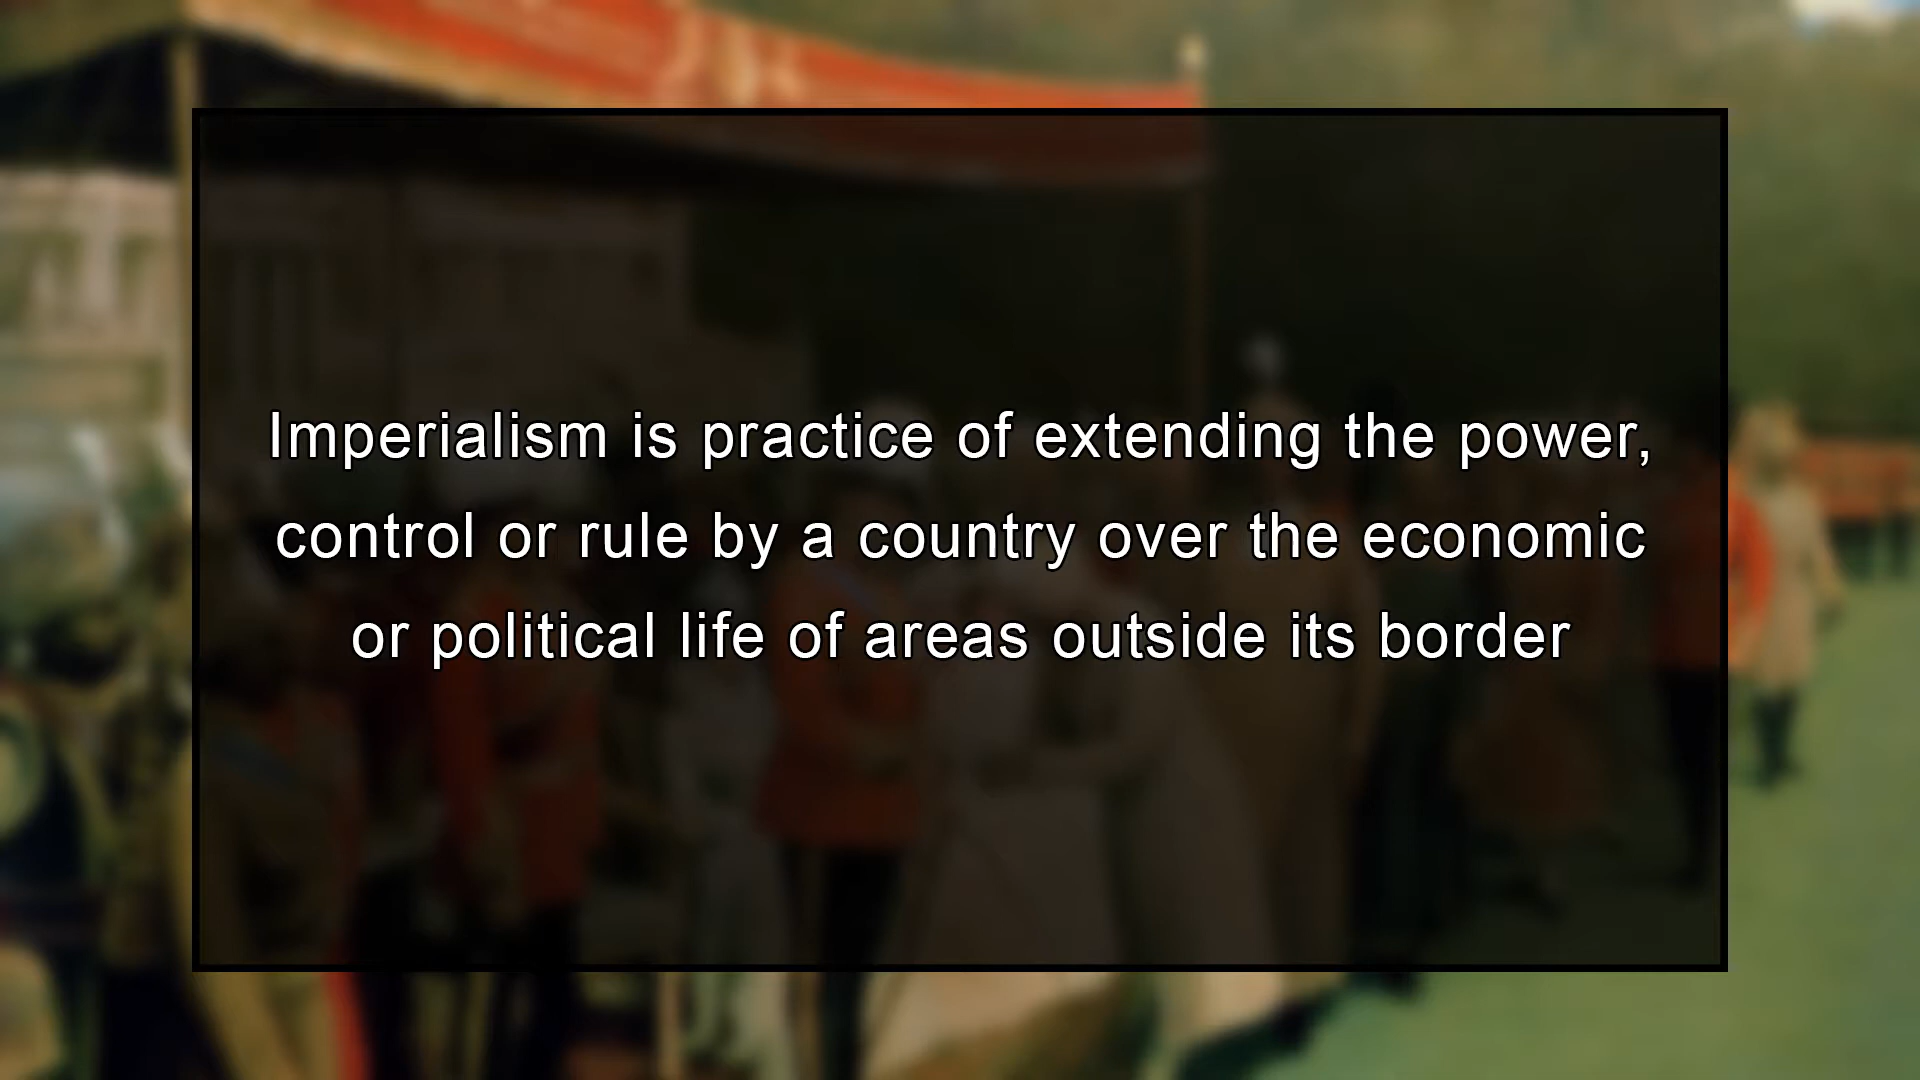 Imperialism is practice of extending the power,
control or rule by a country over the economic
or political life of areas outside its border